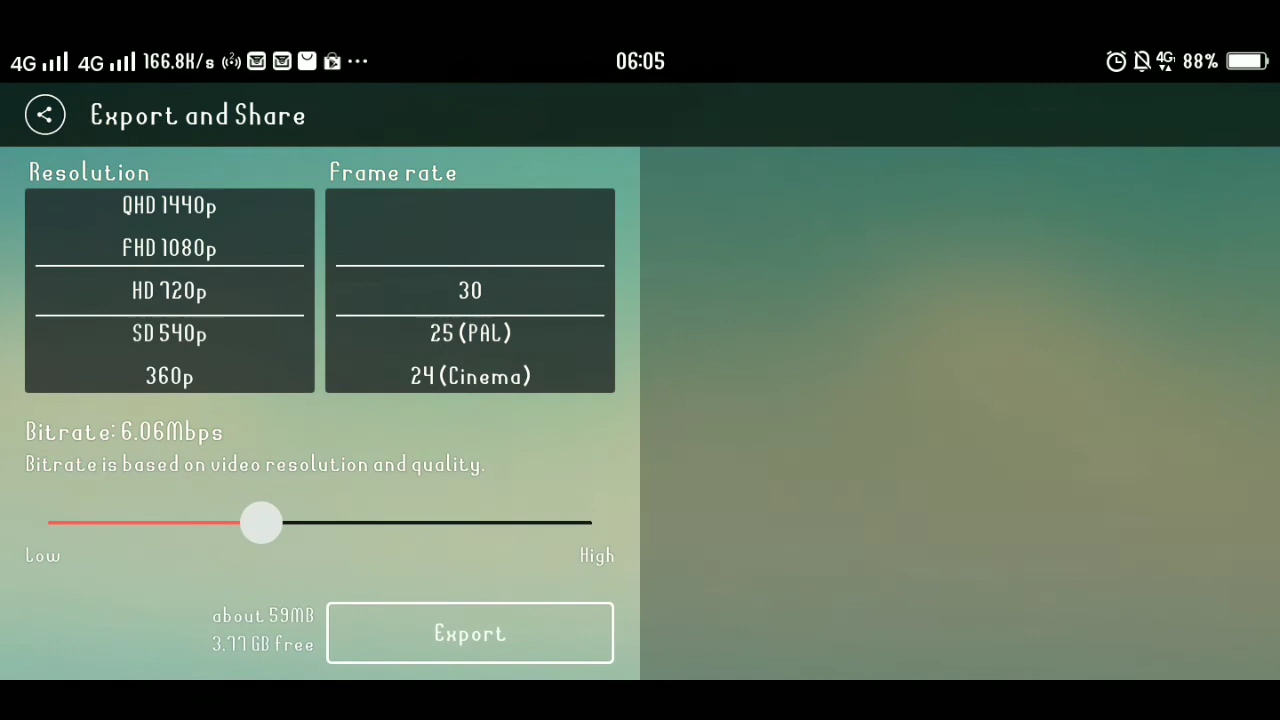 4G 4G 166.8K/s 2 ... 06:05 4G 88%
Export and Share
Resolution Frame rate
QHD 1440p
FHD 1080p
HD 720p 30
SD 540p 25 (PAL)
360p 24 (Cinema)
Bitrate: 6.06Mbps
Bitrate is based on video resolution and quality.
Low High
about 59MB
3.77 GB free
Export